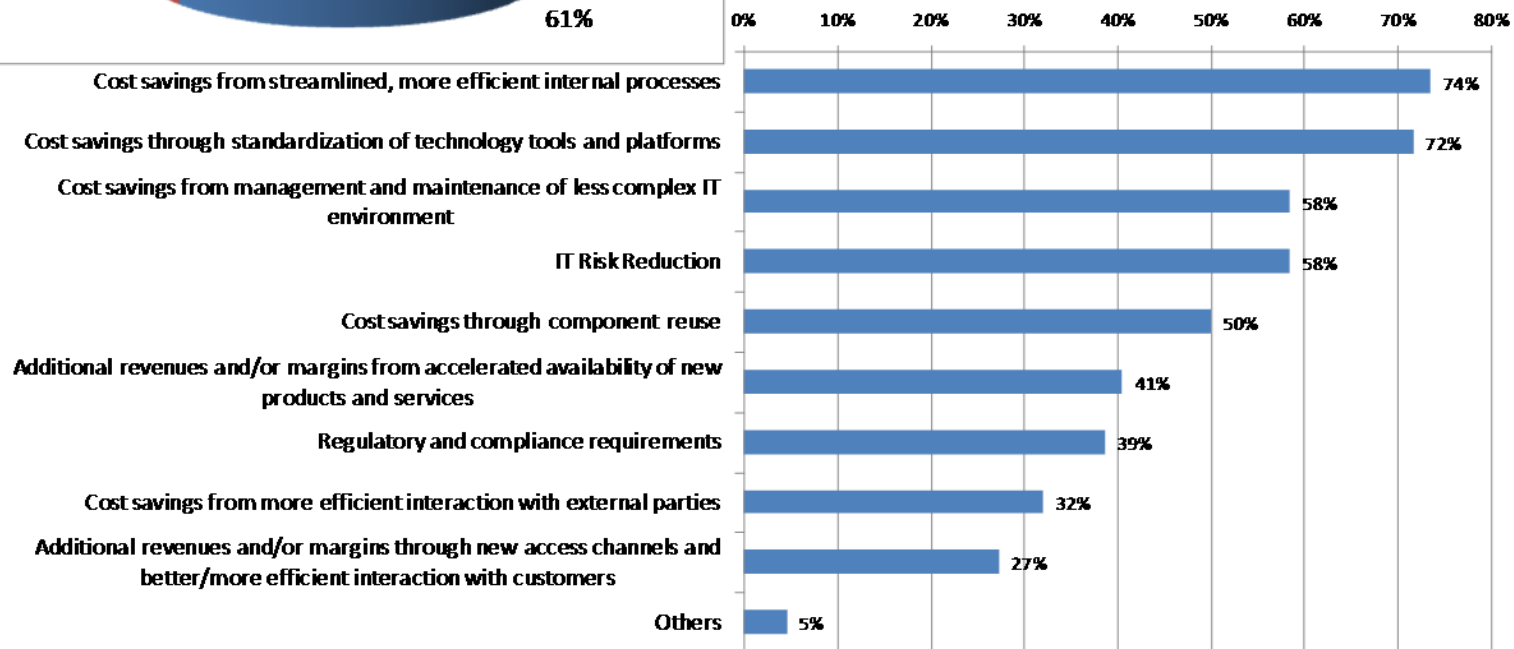 61%
0% 10% 20% 30% 40% 50% 60% 70% 80%
Cost savings from streamlined, more efficient internal processes 74%
Cost savings through standardization of technology tools and platforms 72%
Cost savings from management and maintenance of less complex IT
environment 58%
IT Risk Reduction 58%
Cost savings through component reuse 50%
Additional revenues and/or margins from accelerated availability of new
products and services 41%
Regulatory and compliance requirements 39%
Cost savings from more efficient interaction with external parties 32%
Additional revenues and/or margins through new access channels and
better/more efficient interaction with customers 27%
Others 5%